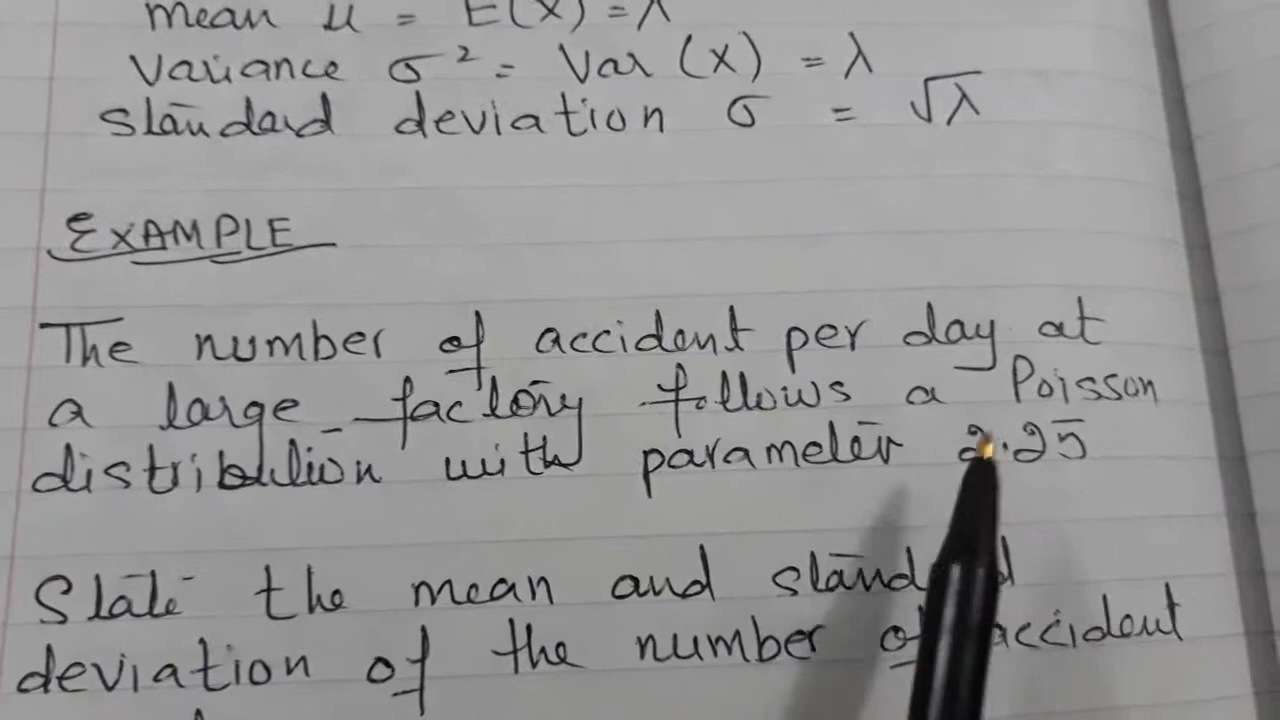 mean μ = E(X) = λ
Variance σ² = Var (X) = λ
Standard deviation σ = √λ
EXAMPLE
The number of accident per day at
a large factory follows a Poisson
distribution with parameter 2.25
State the mean and standard
deviation of the number of accident